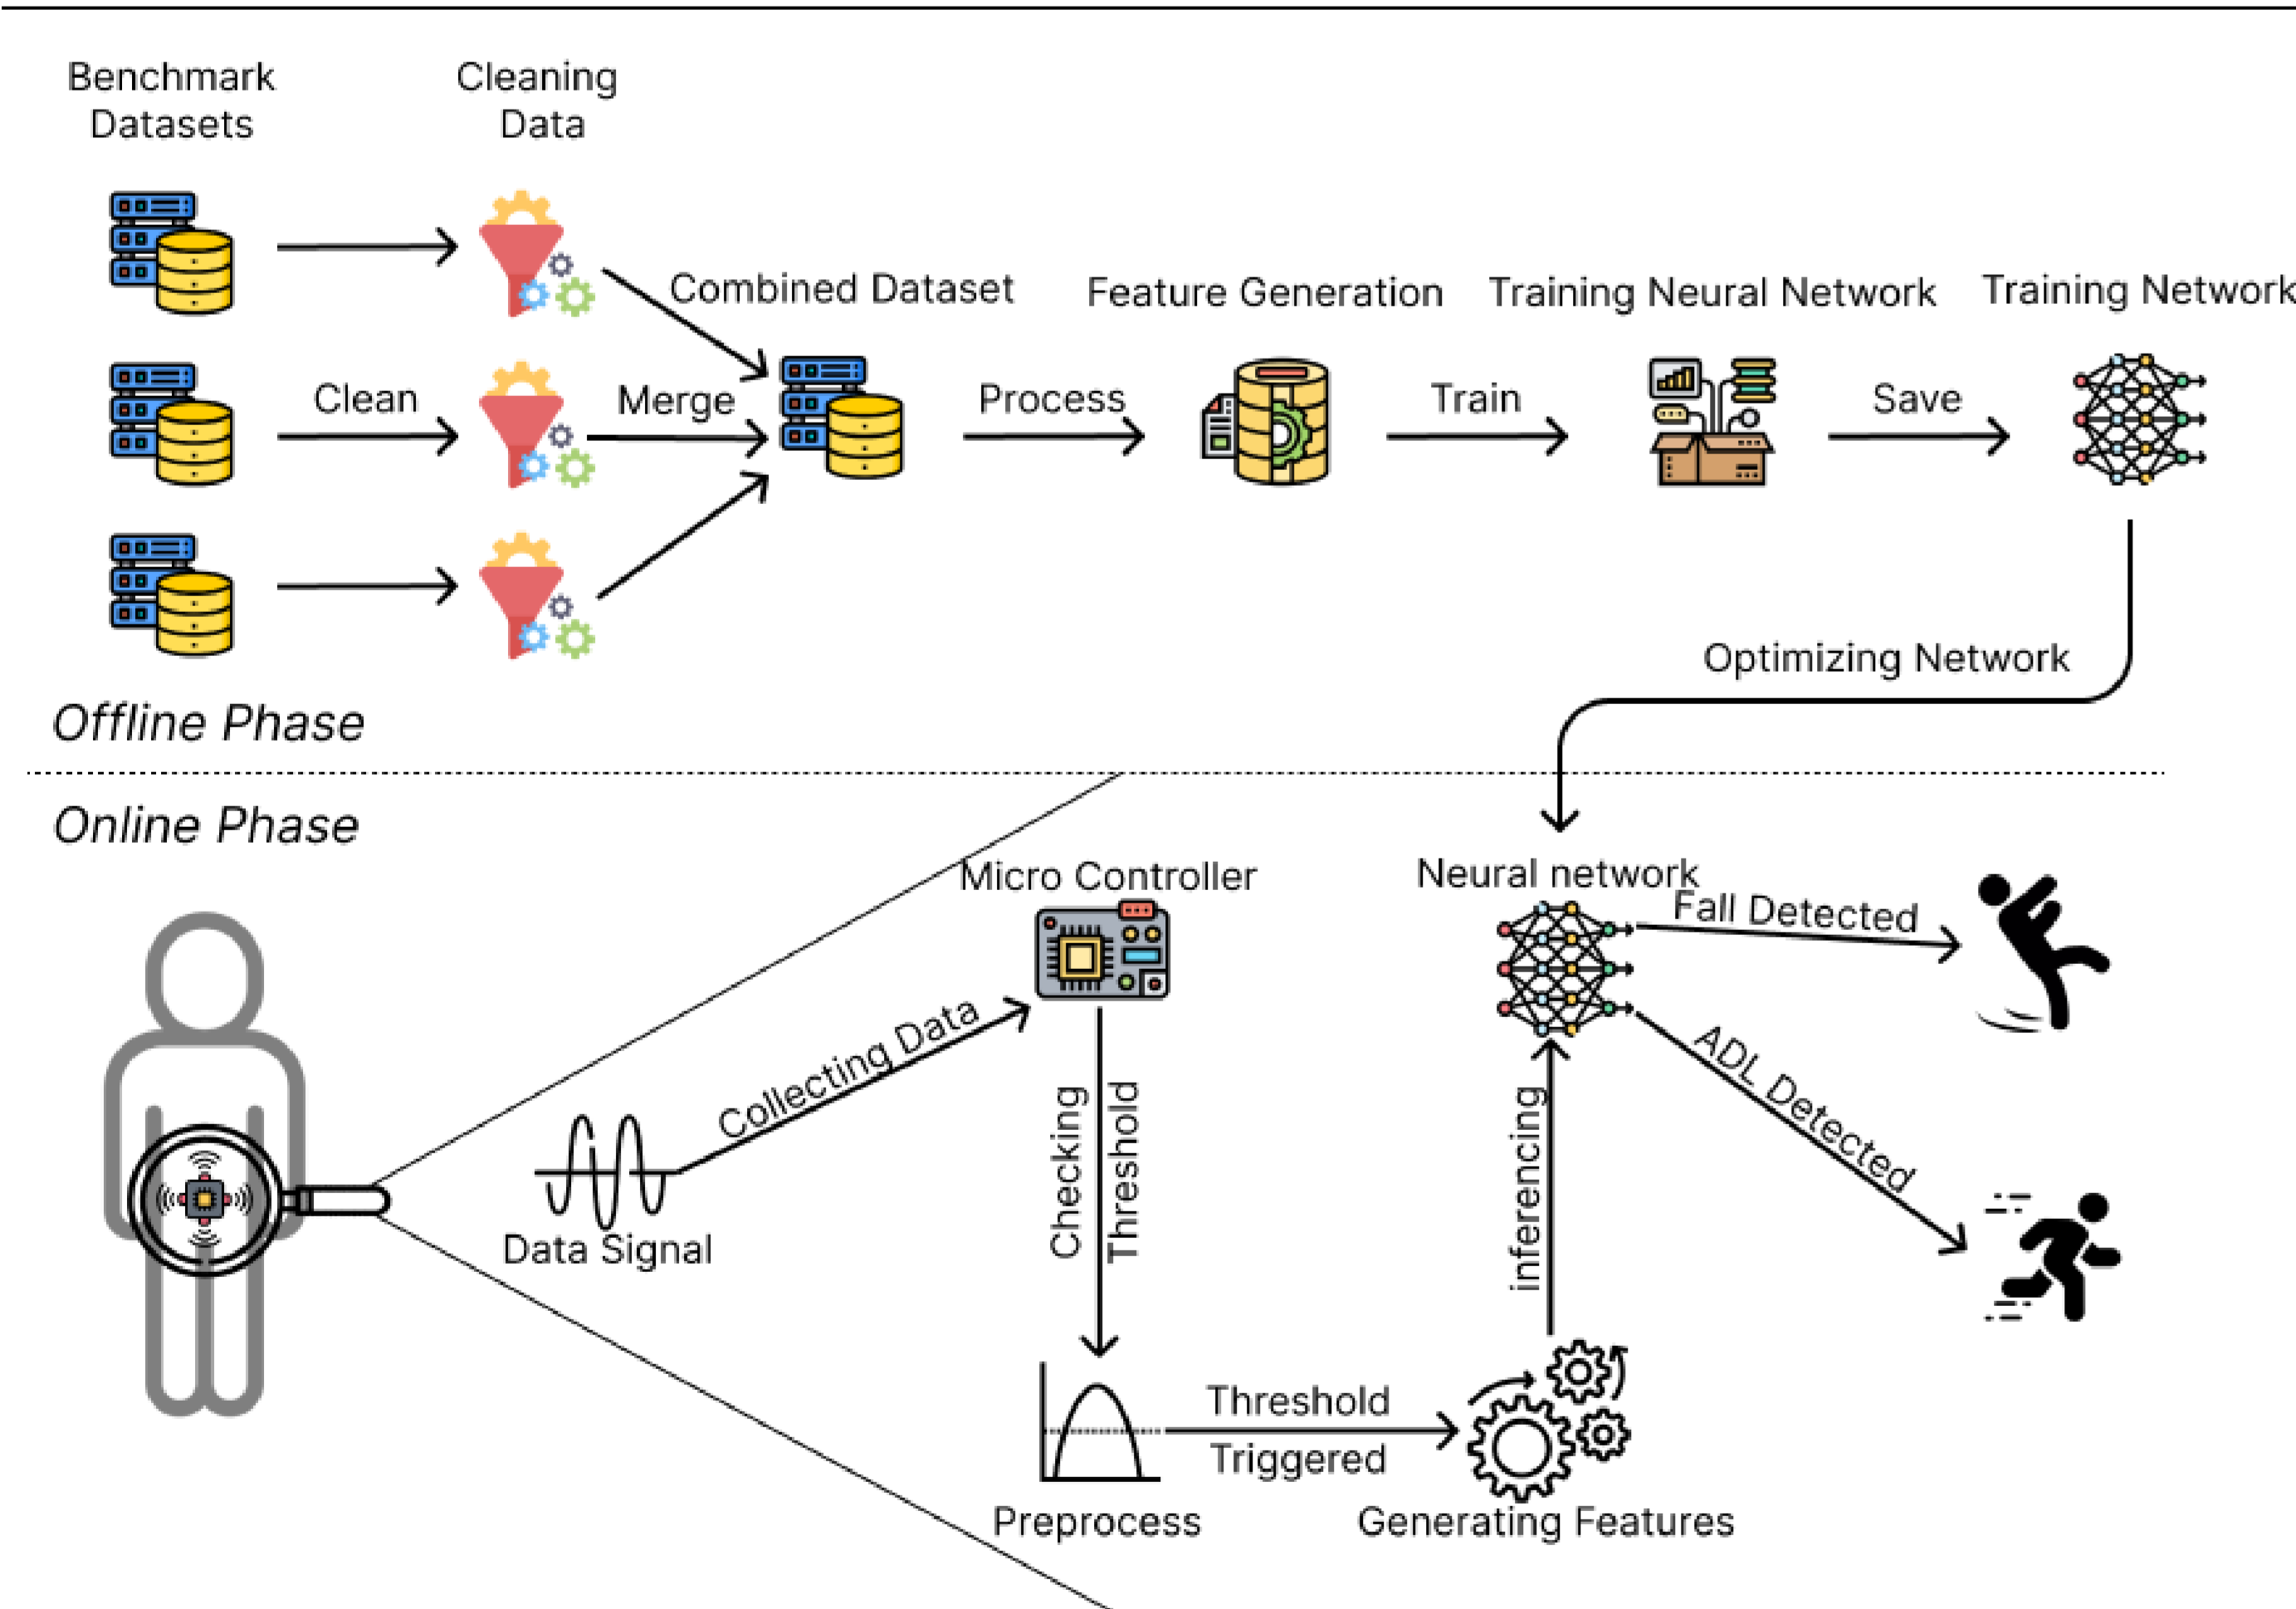 Benchmark
Datasets
Cleaning
Data
Combined Dataset
Feature Generation
Training Neural Network
Training Network
Clean
Merge
Process
Train
Save
Optimizing Network
Offline Phase
Online Phase
Micro Controller
Neural network
Fall Detected
Collecting Data
ADL Detected
Checking
Threshold
inferencing
Data Signal
Threshold
Triggered
Preprocess
Generating Features